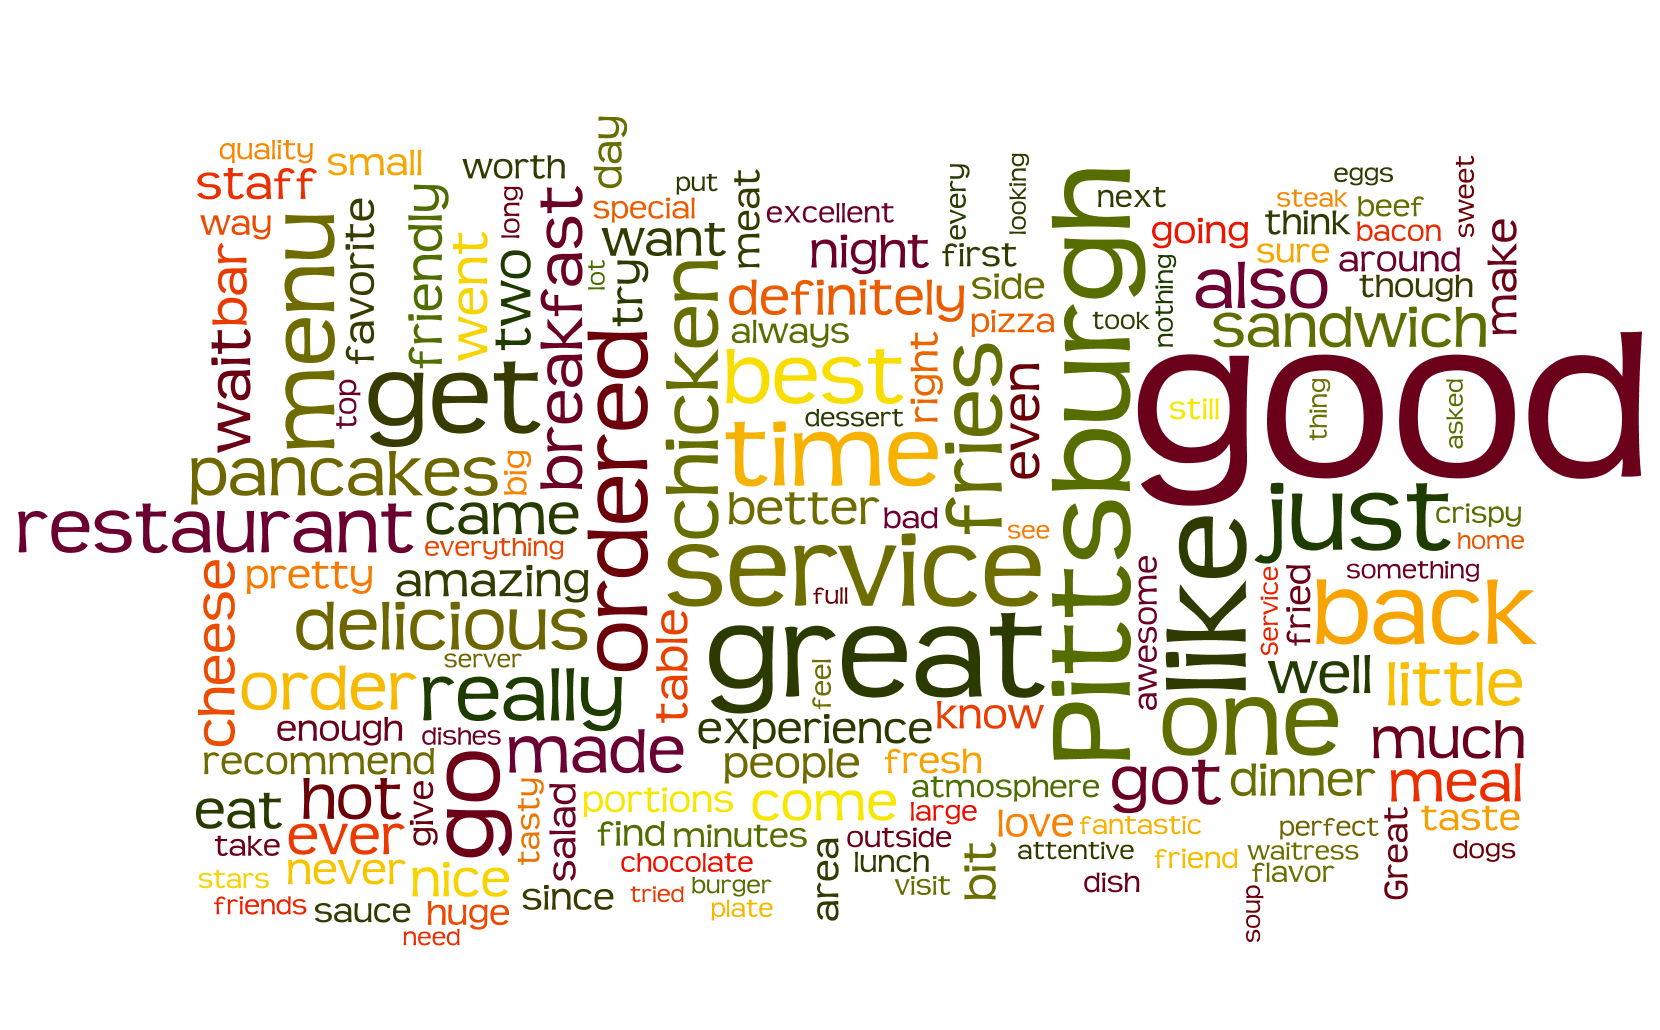 quality
small
staff
way
waitbar
menu
favorite
top
friendly
worth
long
went
two
day
breakfast
put
special
want
lot
try
meat
excellent
night
every
looking
first
next
eggs
steak
beef
sweet
think
bacon
going
sure
around
make
though
nothing
also
sandwich
Pittsburgh
took
side
definitely
pizza
always
right
best
dessert
even
fries
chicken
ordered
get
time
good
still
thing
asked
pancakes
big
better
bad
see
restaurant
came
everything
service
full
just
crispy
home
like
something
service
fried
awesome
back
cheese
pretty
amazing
delicious
server
table
great
feel
order
really
well
little
one
know
experience
enough
dishes
made
much
recommend
go
people
fresh
atmosphere
got
dinner
meal
eat
hot
give
tasty
salad
portions
come
large
love
fantastic
perfect
Great
taste
take
ever
find
minutes
area
outside
bit
attentive
friend
waitress
dogs
stars
never
nice
chocolate
lunch
dish
flavor
soup
friends
sauce
huge
since
tried
burger
plate
visit
need